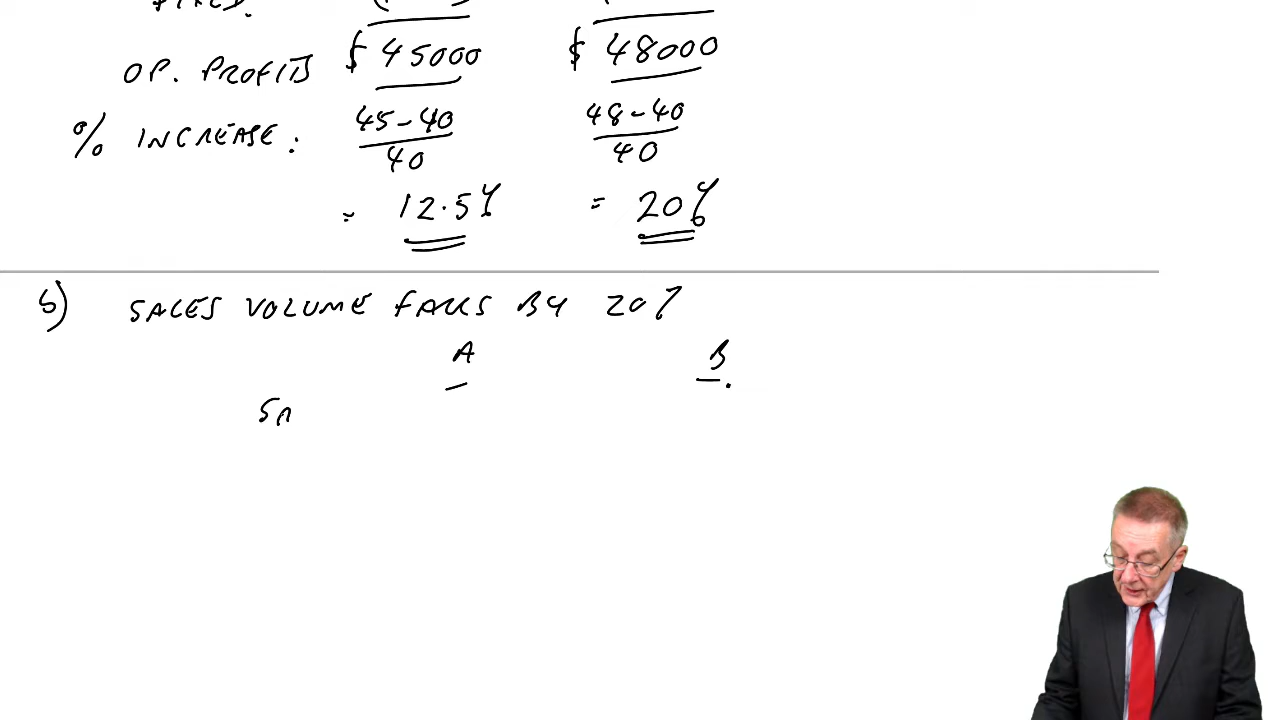 OP. PROFITS $ 45000 $ 48000
% INCREASE: 45-40 48-40
40 40
= 12.5% = 20%
b) SALES VOLUME FALLS BY 20%
A B.
SA